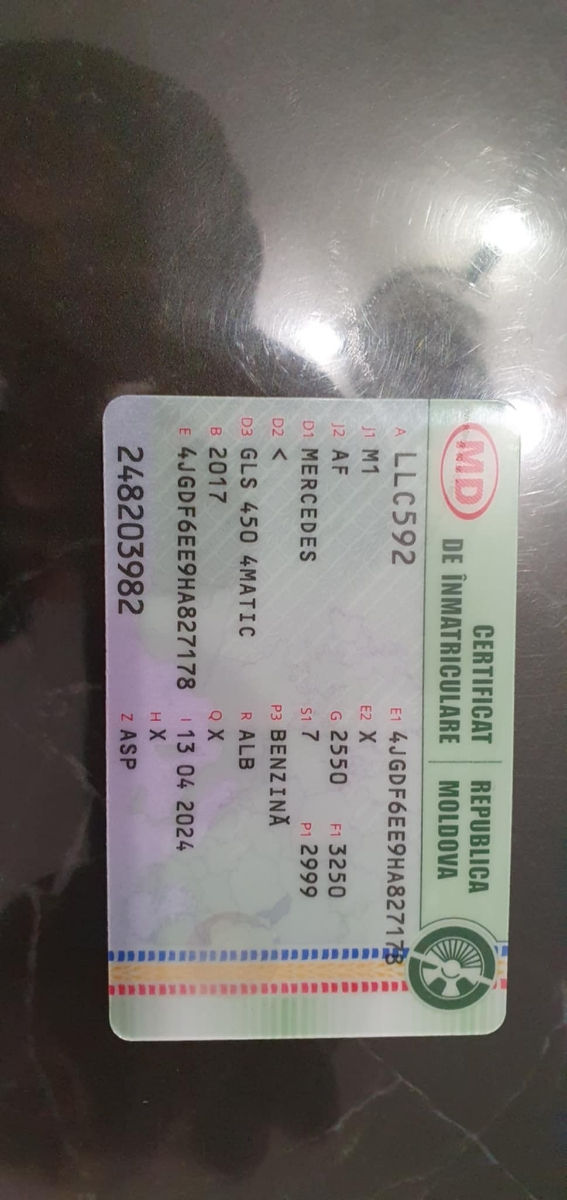 MD
CERTIFICAT
DE ÎNMATRICULARE
REPUBLICA
MOLDOVA
A LLC592
J1 M1
J2 AF
D1 MERCEDES
D2 <
D3 GLS 450 4MATIC
B 2017
E 4JGDF6EE9HA827178
248203982
E1 4JGDF6EE9HA827178
E2 X
G 2550 F1 3250
S1 7 P1 2999
P3 BENZINĂ
R ALB
Q X
I 13 04 2024
H X
Z ASP